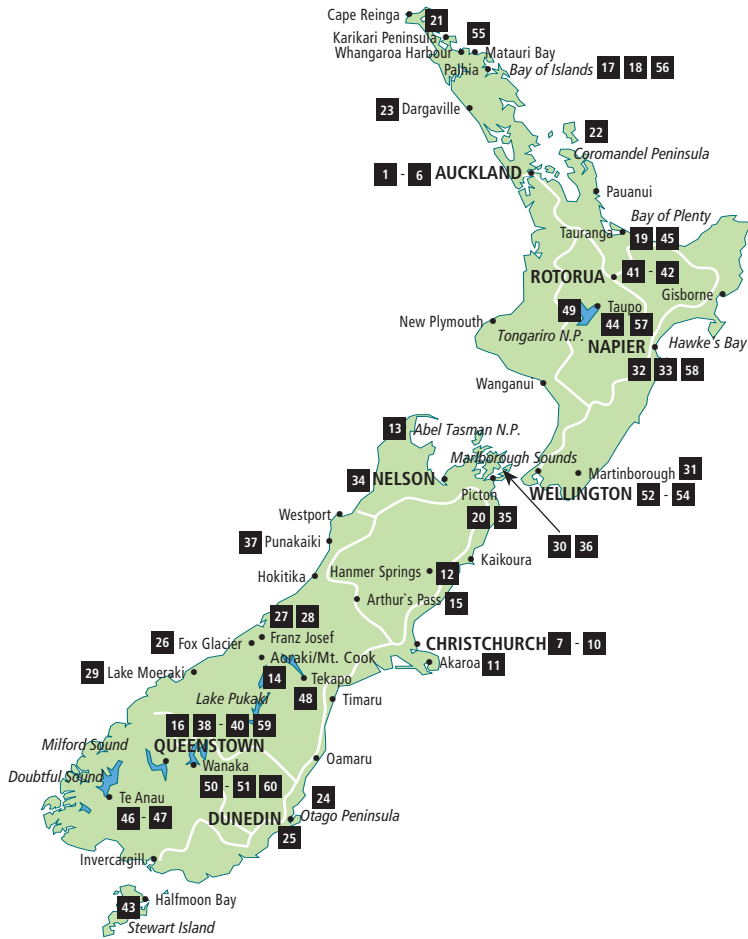 Cape Reinga
21
Karikari Peninsula
55
Whangaroa Harbour
Matauri Bay
Paihia
Bay of Islands 17 18 56
23 Dargaville
22
Coromandel Peninsula
1 - 6 AUCKLAND
Pauanui
Bay of Plenty
Tauranga
19 45
ROTORUA 41 - 42
Gisborne
49 Taupo
New Plymouth
44 57
Tongariro N.P.
NAPIER Hawke's Bay
32 33 58
Wanganui
13 Abel Tasman N.P.
Marlborough Sounds
Martinborough 31
34 NELSON
Picton
WELLINGTON 52 - 54
Westport
20 35
37 Punakaiki
30 36
Kaikoura
Hokitika
Hanmer Springs 12
Arthur`s Pass 15
27 28
26 Fox Glacier
Franz Josef
CHRISTCHURCH 7 - 10
Aoraki/Mt. Cook
Akaroa 11
29 Lake Moeraki
14
Tekapo
Lake Pukaki
48
Timaru
16 38 - 40 59
Milford Sound
QUEENSTOWN
Oamaru
Wanaka
Doubtful Sound
50 - 51 60
Te Anau
24
46 - 47
DUNEDIN Otago Peninsula
25
Invercargill
43 Halfmoon Bay
Stewart Island